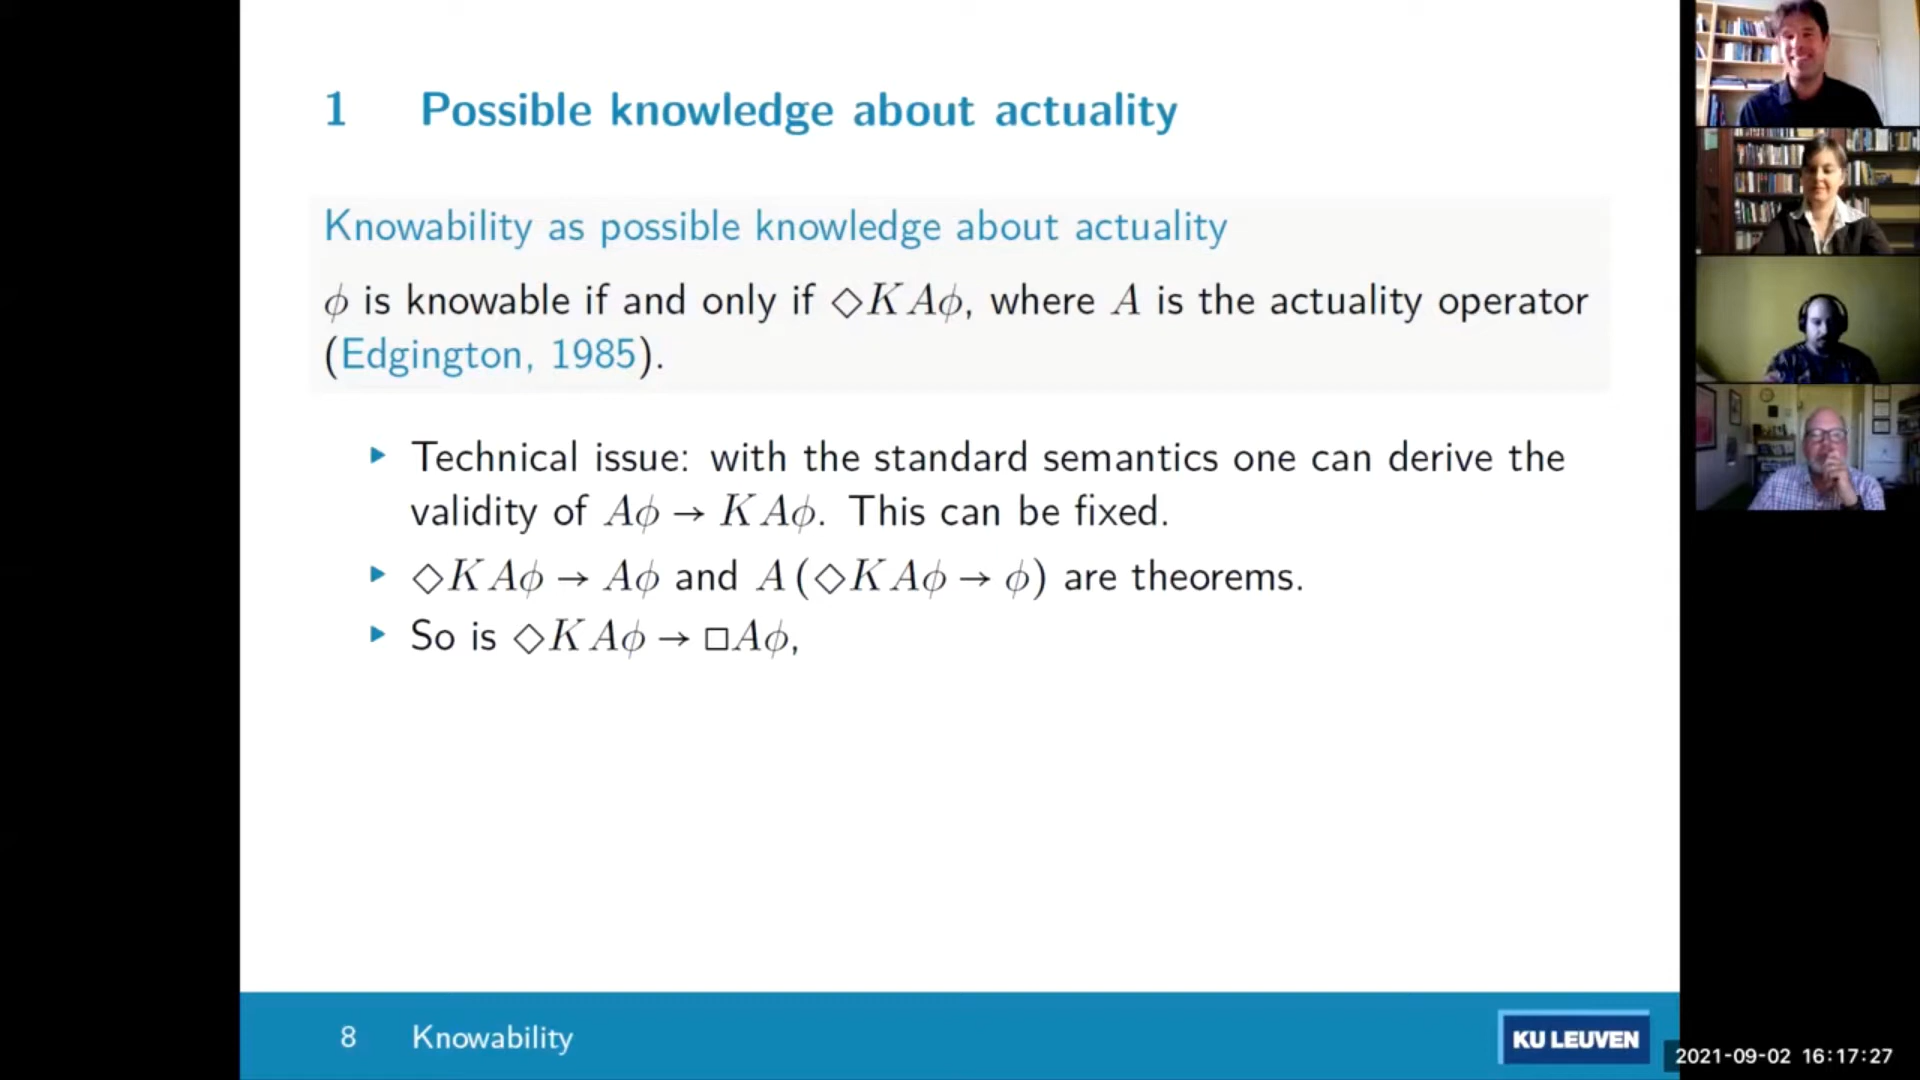 1 Possible knowledge about actuality
Knowability as possible knowledge about actuality
ϕ is knowable if and only if ◇KAϕ, where A is the actuality operator
(Edgington, 1985).
▶ Technical issue: with the standard semantics one can derive the
validity of Aϕ → KAϕ. This can be fixed.
▶ ◇KAϕ → Aϕ and A(◇KAϕ → ϕ) are theorems.
▶ So is ◇KAϕ → □Aϕ,
8 Knowability
KU LEUVEN
2021-09-02 16:17:27